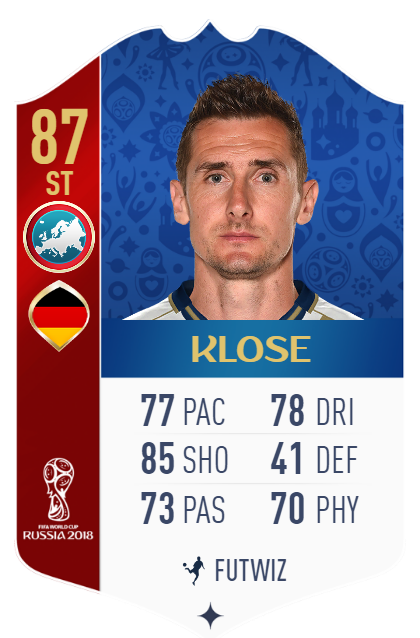 87
ST
KLOSE
77 PAC 78 DRI
85 SHO 41 DEF
73 PAS 70 PHY
FIFA WORLD CUP
RUSSIA 2018
FUTWIZ